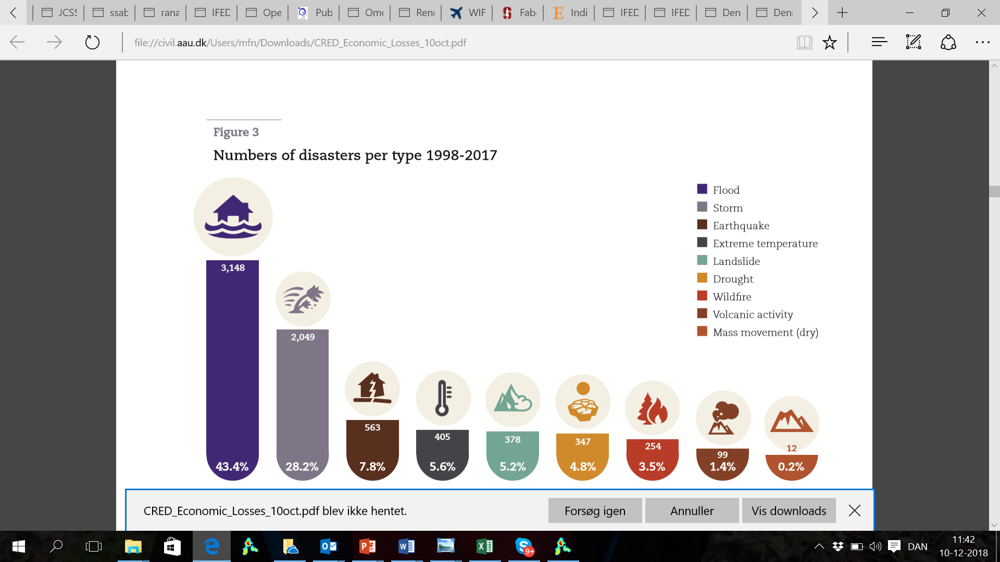 JCSS ssab rana IFED Ope Pub Ome Renn WIF Fabe Indi IFED IFED Den Den
file://civil.aau.dk/Users/mfn/Downloads/CRED_Economic_Losses_10oct.pdf
Figure 3
Numbers of disasters per type 1998-2017
Flood
Storm
Earthquake
Extreme temperature
Landslide
Drought
Wildfire
Volcanic activity
Mass movement (dry)
3,148
2,049
563
405
378
347
254
99
12
43.4%
28.2%
7.8%
5.6%
5.2%
4.8%
3.5%
1.4%
0.2%
CRED_Economic_Losses_10oct.pdf blev ikke hentet.
Forsøg igen
Annuller
Vis downloads
9+
DAN
11:42
10-12-2018